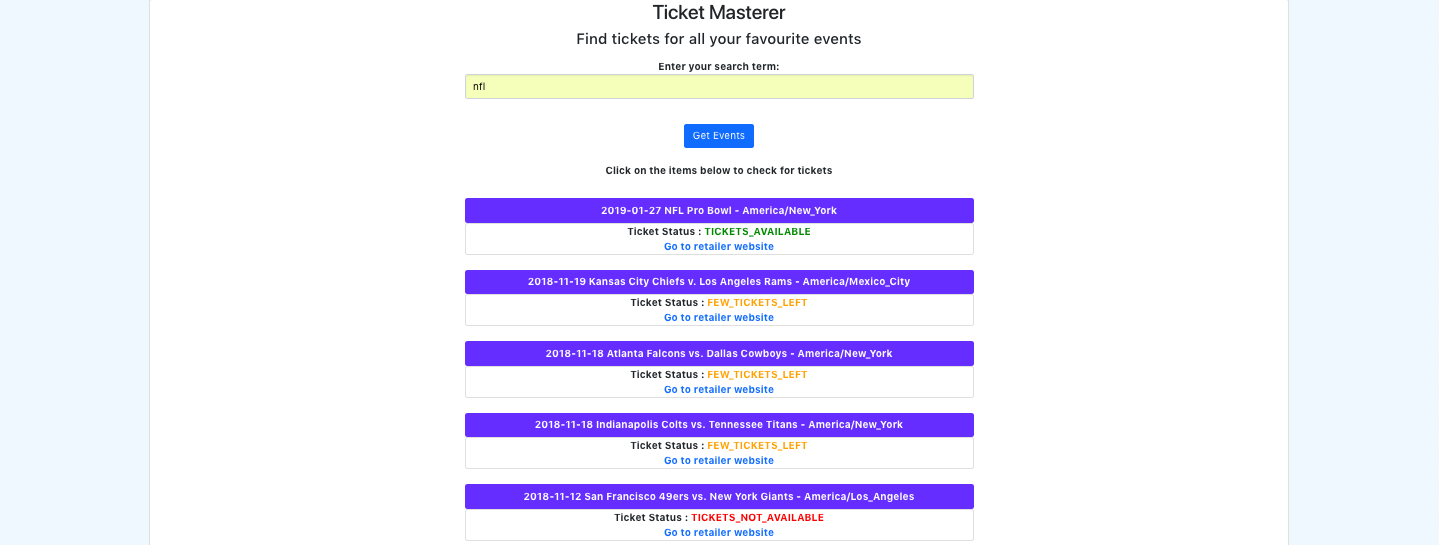 Ticket Masterer
Find tickets for all your favourite events
Enter your search term:
nfl
Get Events
Click on the items below to check for tickets
2019-01-27 NFL Pro Bowl - America/New_York
Ticket Status : TICKETS_AVAILABLE
Go to retailer website
2018-11-19 Kansas City Chiefs v. Los Angeles Rams - America/Mexico_City
Ticket Status : FEW_TICKETS_LEFT
Go to retailer website
2018-11-18 Atlanta Falcons vs. Dallas Cowboys - America/New_York
Ticket Status : FEW_TICKETS_LEFT
Go to retailer website
2018-11-18 Indianapolis Colts vs. Tennessee Titans - America/New_York
Ticket Status : FEW_TICKETS_LEFT
Go to retailer website
2018-11-12 San Francisco 49ers vs. New York Giants - America/Los_Angeles
Ticket Status : TICKETS_NOT_AVAILABLE
Go to retailer website